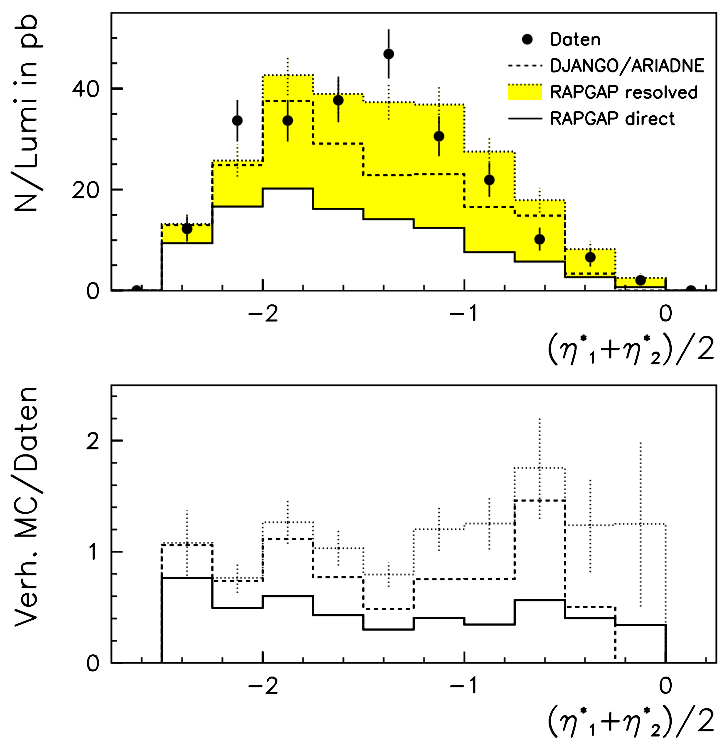 N/Lumi in pb
40
20
0
Daten
DJANGO/ARIADNE
RAPGAP resolved
RAPGAP direct
-2
-1
0
(η*₁+η*₂)/2
Verh. MC/Daten
2
1
0
-2
-1
0
(η*₁+η*₂)/2